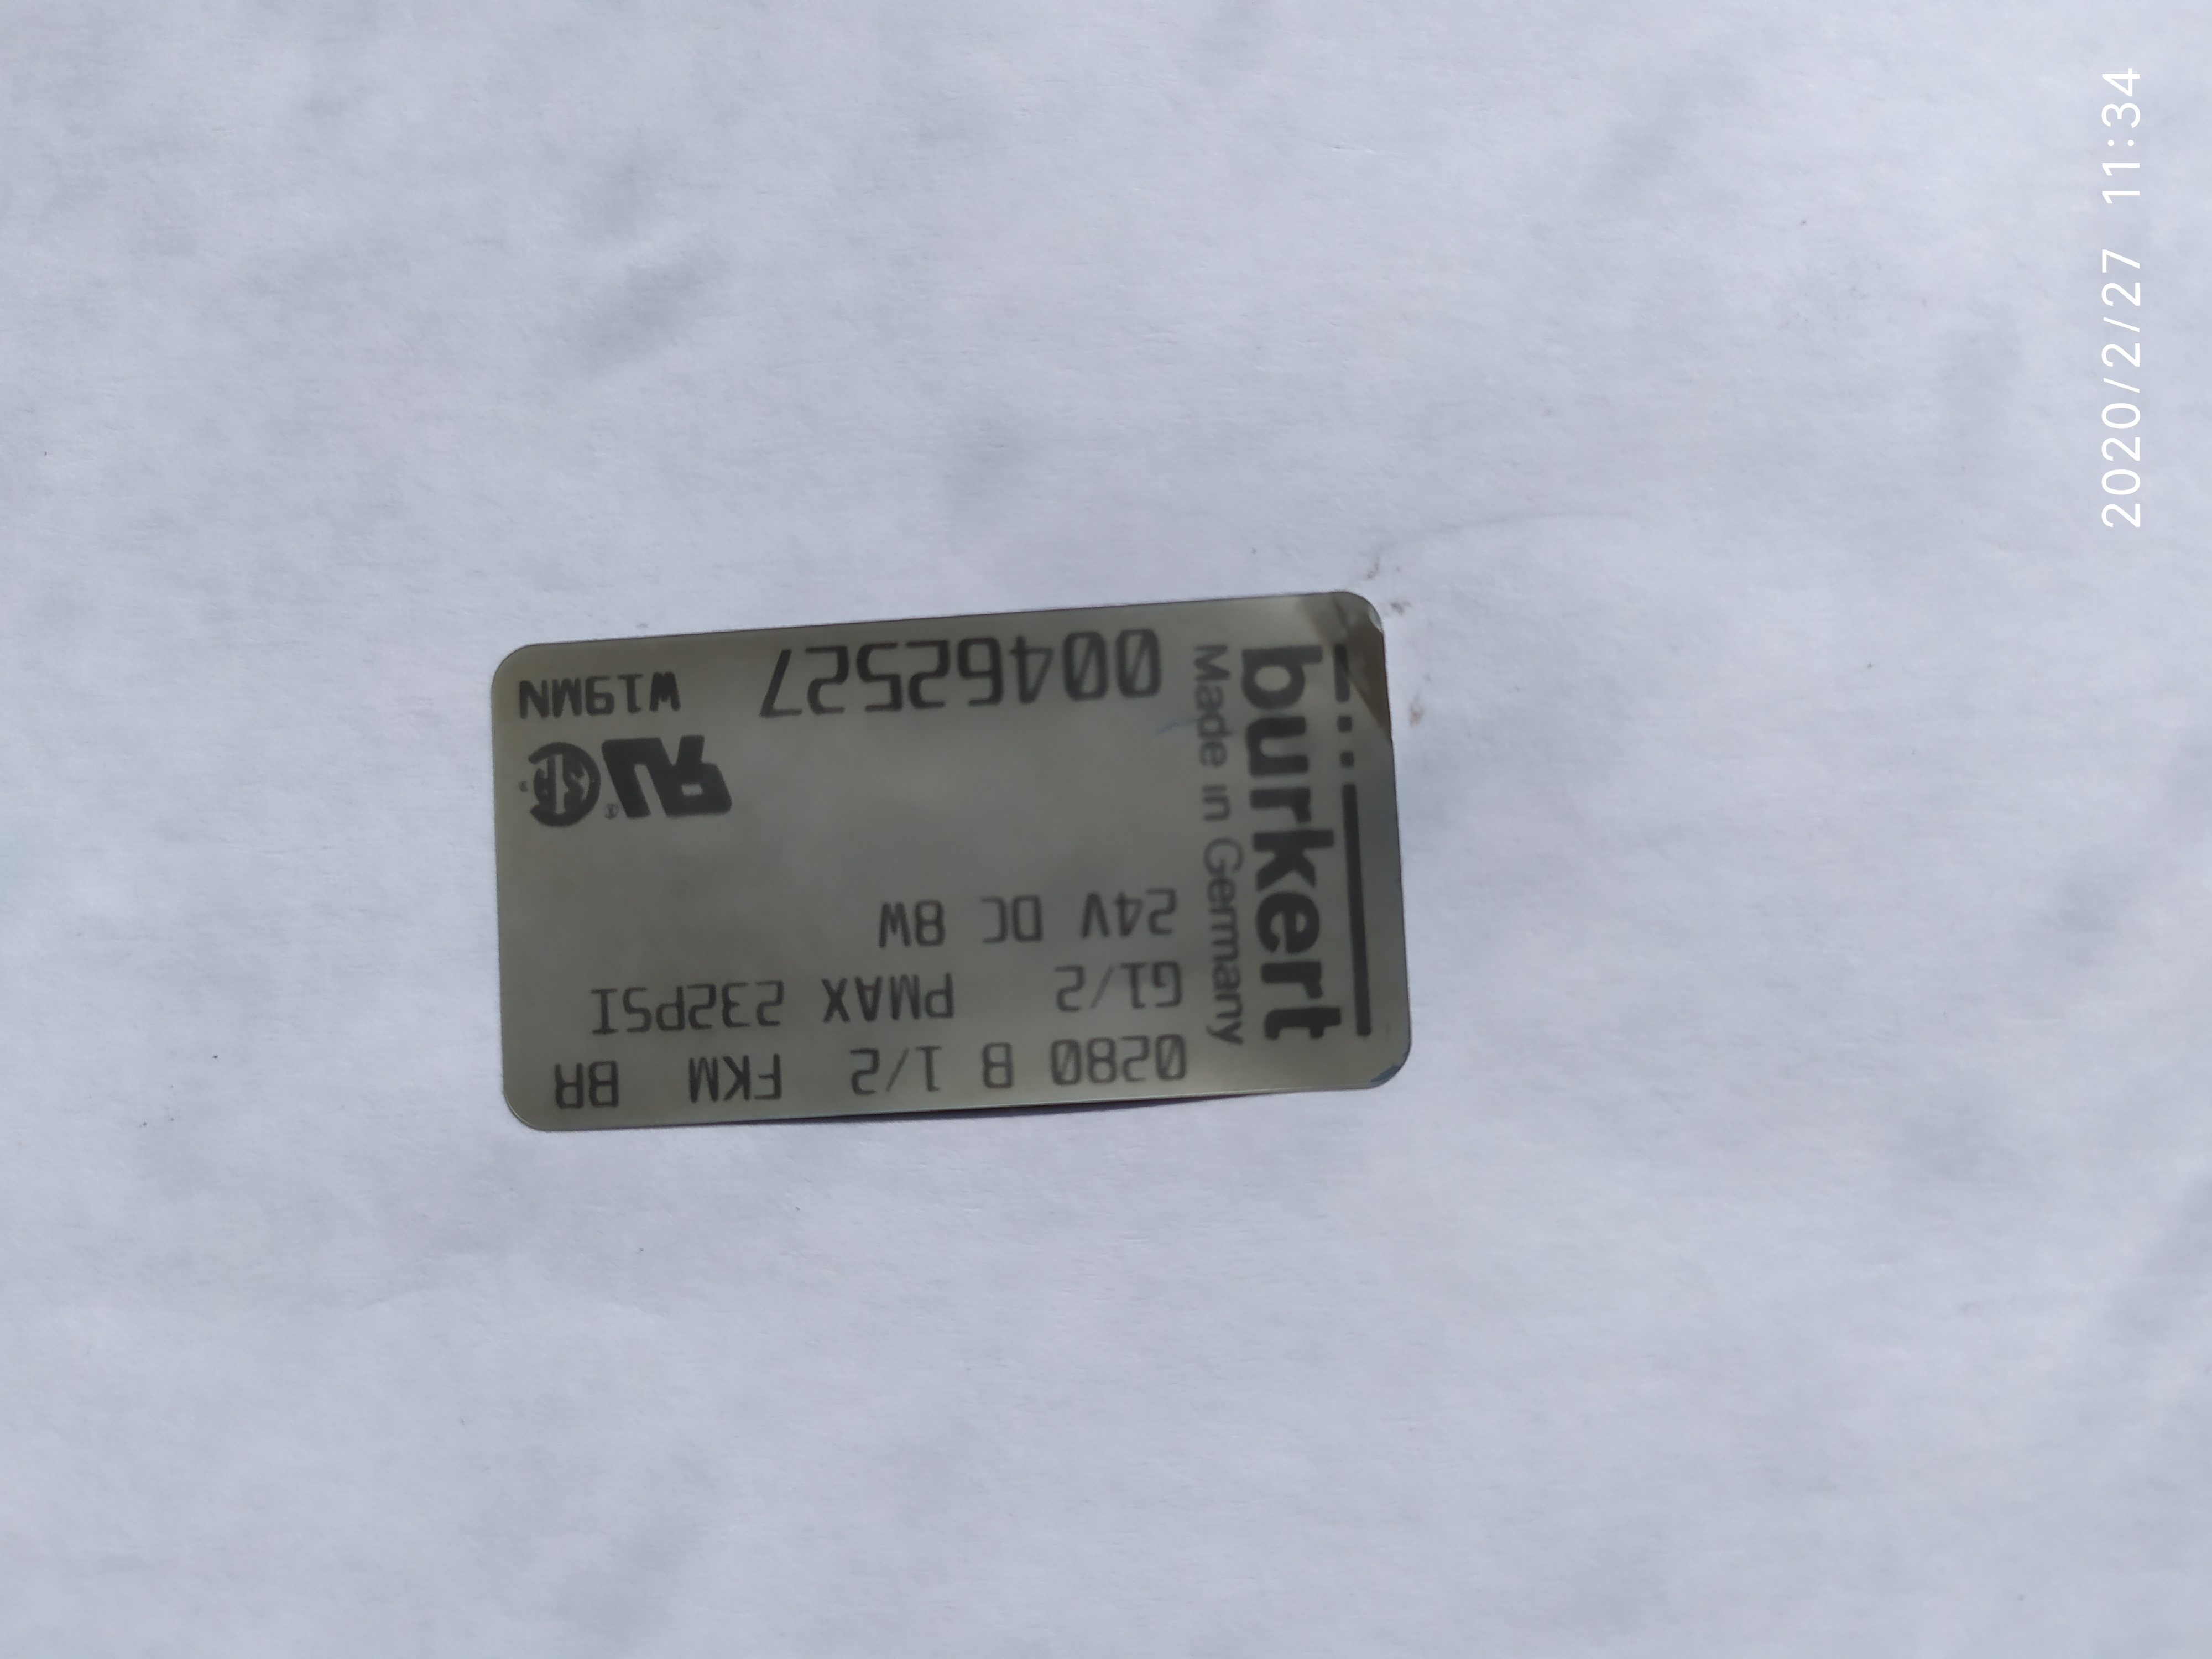 burkert
Made in Germany
0280 B 1/2 FKM BR
G1/2 PMAX 232PSI
24V DC 8W
00462527 W19MN
2020/2/27 11:34